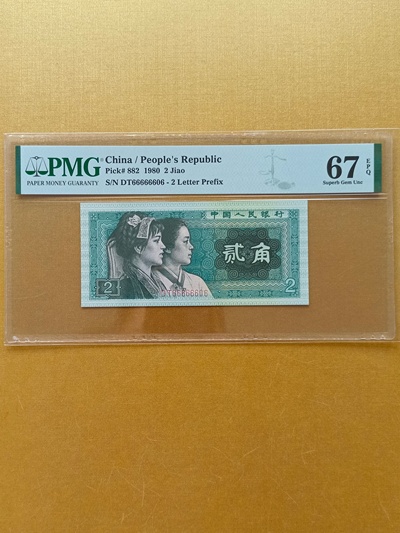 PMG
PAPER MONEY GUARANTY
China / People's Republic
Pick# 882 1980 2 Jiao
S/N DT66666606 - 2 Letter Prefix
67
EPQ
Superb Gem Unc
中国人民银行
贰角
DT66666606
2
2